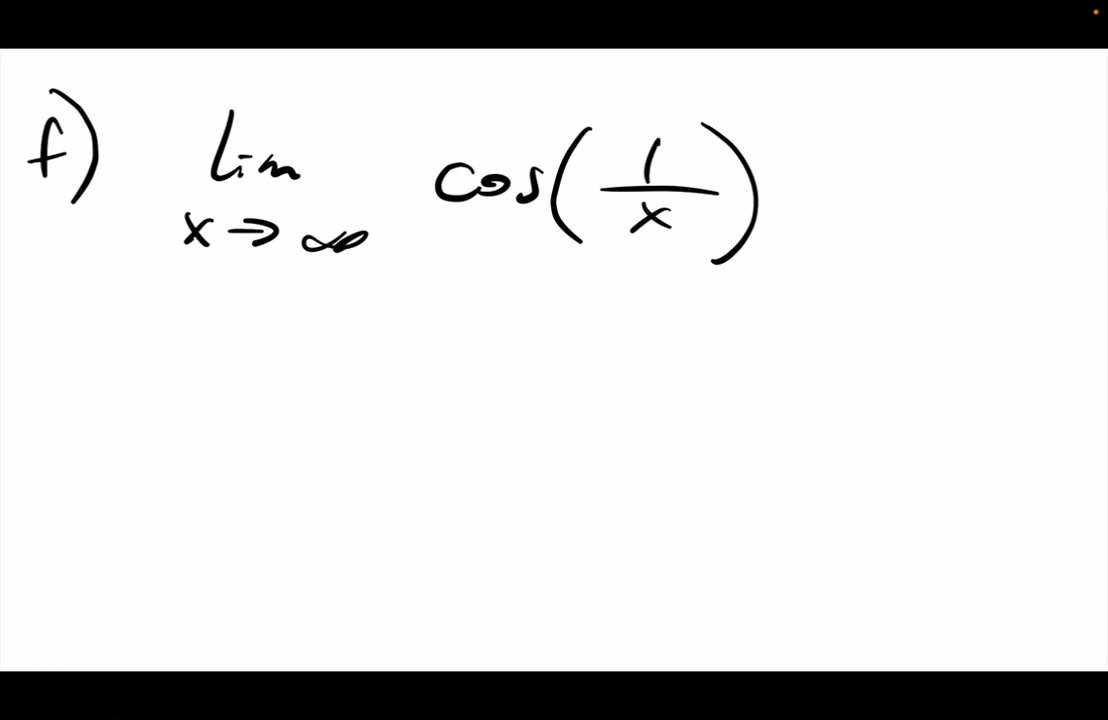 f) lim x → ∞ cos(1/x)